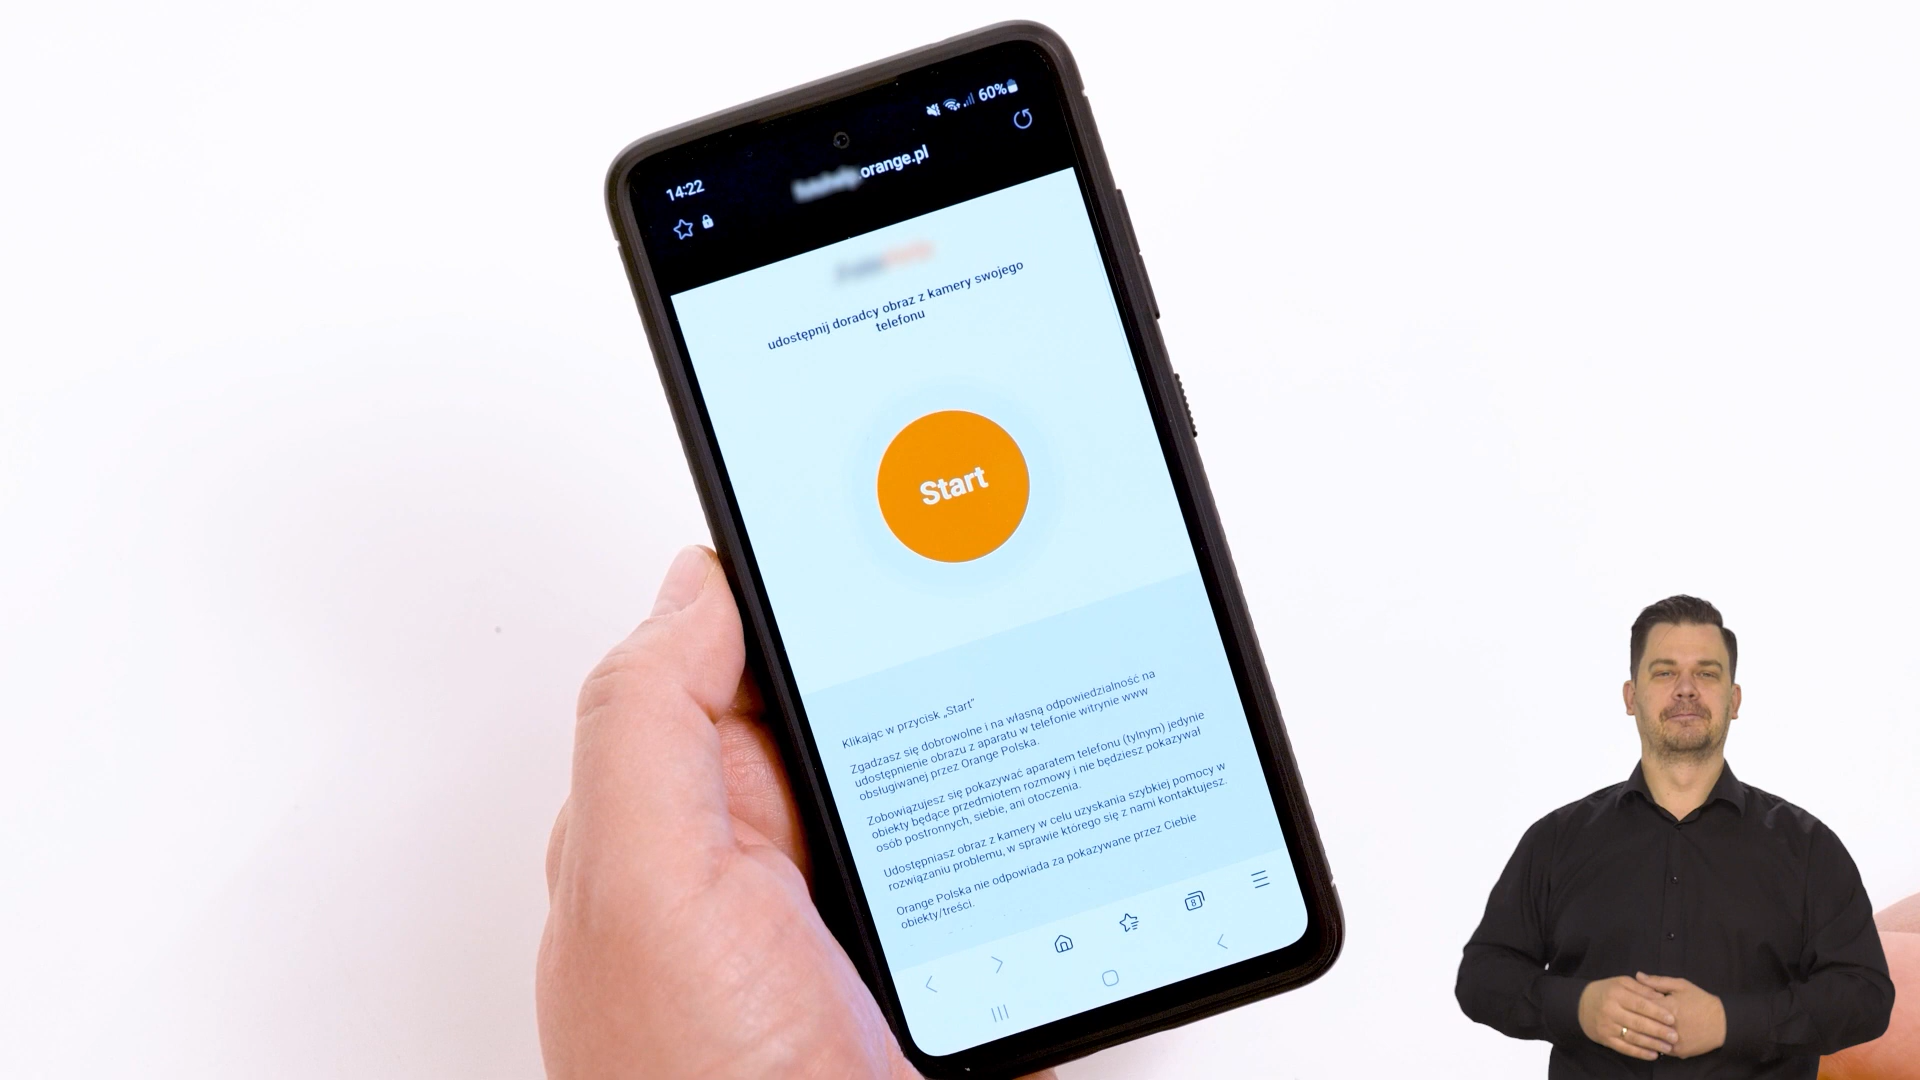 14:22
60%
.orange.pl
udostępnij doradcy obraz z kamery swojego
telefonu
Start
Klikając w przycisk „Start"
Zgadzasz się dobrowolne i na własną odpowiedzialność na
udostępnienie obrazu z aparatu w telefonie witrynie www
obsługiwanej przez Orange Polska.
Zobowiązujesz się pokazywać aparatem telefonu (tylnym) jedynie
obiekty będące przedmiotem rozmowy i nie będziesz pokazywał
osób postronnych, siebie, ani otoczenia.
Udostępniasz obraz z kamery w celu uzyskania szybkiej pomocy w
rozwiązaniu problemu, w sprawie którego się z nami kontaktujesz.
Orange Polska nie odpowiada za pokazywane przez Ciebie
obiekty/treści.
8